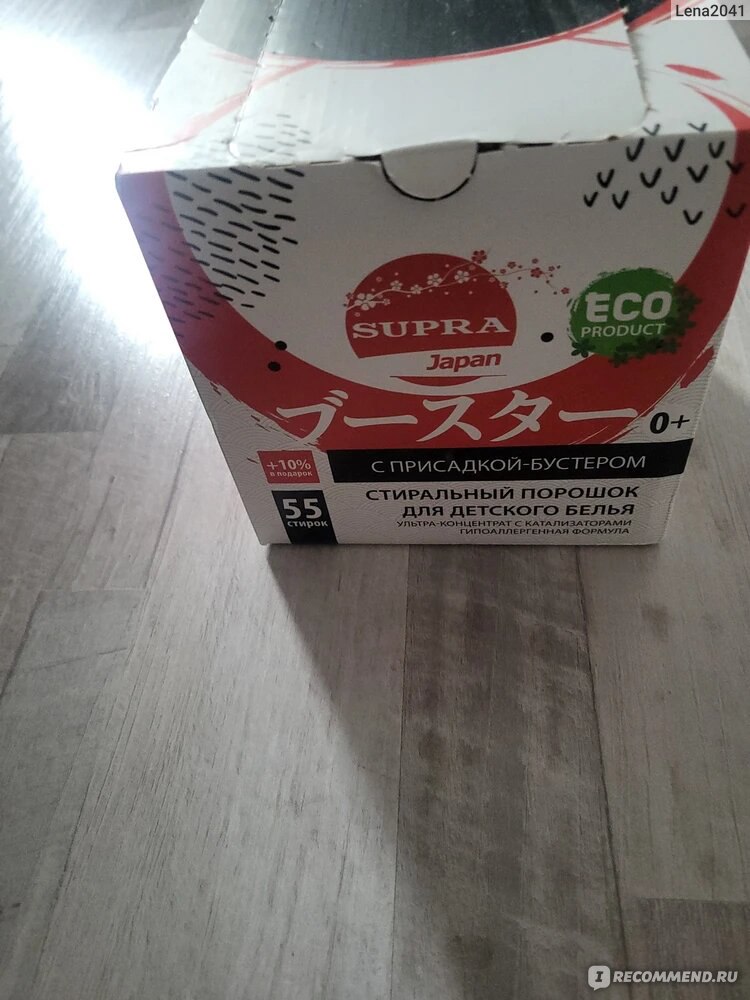 Lena2041
SUPRA
Japan
ECO
PRODUCT
ブースター
0+
+10%
в подарок
С ПРИСАДКОЙ-БУСТЕРОМ
55
стирок
СТИРАЛЬНЫЙ ПОРОШОК
ДЛЯ ДЕТСКОГО БЕЛЬЯ
УЛЬТРА-КОНЦЕНТРАТ С КАТАЛИЗАТОРАМИ
ГИПОАЛЛЕРГЕННАЯ ФОРМУЛА
IRECOMMEND.RU